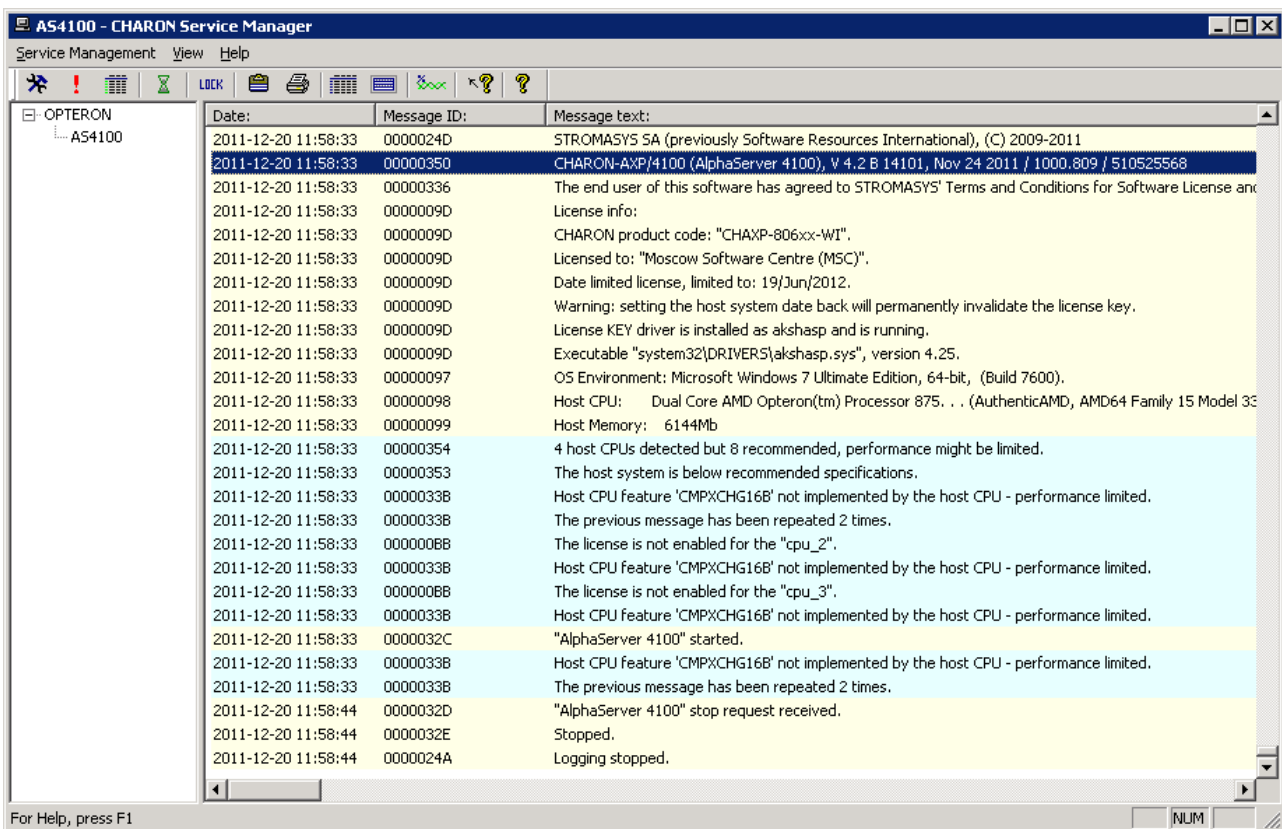 AS4100 - CHARON Service Manager
Service Management View Help
LOCK
OPTERON
AS4100
Date: Message ID: Message text:
2011-12-20 11:58:33 0000024D STROMASYS SA (previously Software Resources International), (C) 2009-2011
2011-12-20 11:58:33 00000350 CHARON-AXP/4100 (AlphaServer 4100), V 4.2 B 14101, Nov 24 2011 / 1000.809 / 510525568
2011-12-20 11:58:33 00000336 The end user of this software has agreed to STROMASYS' Terms and Conditions for Software License and
2011-12-20 11:58:33 0000009D License info:
2011-12-20 11:58:33 0000009D CHARON product code: "CHAXP-806xx-WI".
2011-12-20 11:58:33 0000009D Licensed to: "Moscow Software Centre (MSC)".
2011-12-20 11:58:33 0000009D Date limited license, limited to: 19/Jun/2012.
2011-12-20 11:58:33 0000009D Warning: setting the host system date back will permanently invalidate the license key.
2011-12-20 11:58:33 0000009D License KEY driver is installed as akshasp and is running.
2011-12-20 11:58:33 0000009D Executable "system32\DRIVERS\akshasp.sys", version 4.25.
2011-12-20 11:58:33 00000097 OS Environment: Microsoft Windows 7 Ultimate Edition, 64-bit, (Build 7600).
2011-12-20 11:58:33 00000098 Host CPU: Dual Core AMD Opteron(tm) Processor 875. . . (AuthenticAMD, AMD64 Family 15 Model 33
2011-12-20 11:58:33 00000099 Host Memory: 6144Mb
2011-12-20 11:58:33 00000354 4 host CPUs detected but 8 recommended, performance might be limited.
2011-12-20 11:58:33 00000353 The host system is below recommended specifications.
2011-12-20 11:58:33 0000033B Host CPU feature 'CMPXCHG16B' not implemented by the host CPU - performance limited.
2011-12-20 11:58:33 0000033B The previous message has been repeated 2 times.
2011-12-20 11:58:33 000000BB The license is not enabled for the "cpu_2".
2011-12-20 11:58:33 0000033B Host CPU feature 'CMPXCHG16B' not implemented by the host CPU - performance limited.
2011-12-20 11:58:33 000000BB The license is not enabled for the "cpu_3".
2011-12-20 11:58:33 0000033B Host CPU feature 'CMPXCHG16B' not implemented by the host CPU - performance limited.
2011-12-20 11:58:33 0000032C "AlphaServer 4100" started.
2011-12-20 11:58:33 0000033B Host CPU feature 'CMPXCHG16B' not implemented by the host CPU - performance limited.
2011-12-20 11:58:33 0000033B The previous message has been repeated 2 times.
2011-12-20 11:58:44 0000032D "AlphaServer 4100" stop request received.
2011-12-20 11:58:44 0000032E Stopped.
2011-12-20 11:58:44 0000024A Logging stopped.
For Help, press F1 NUM